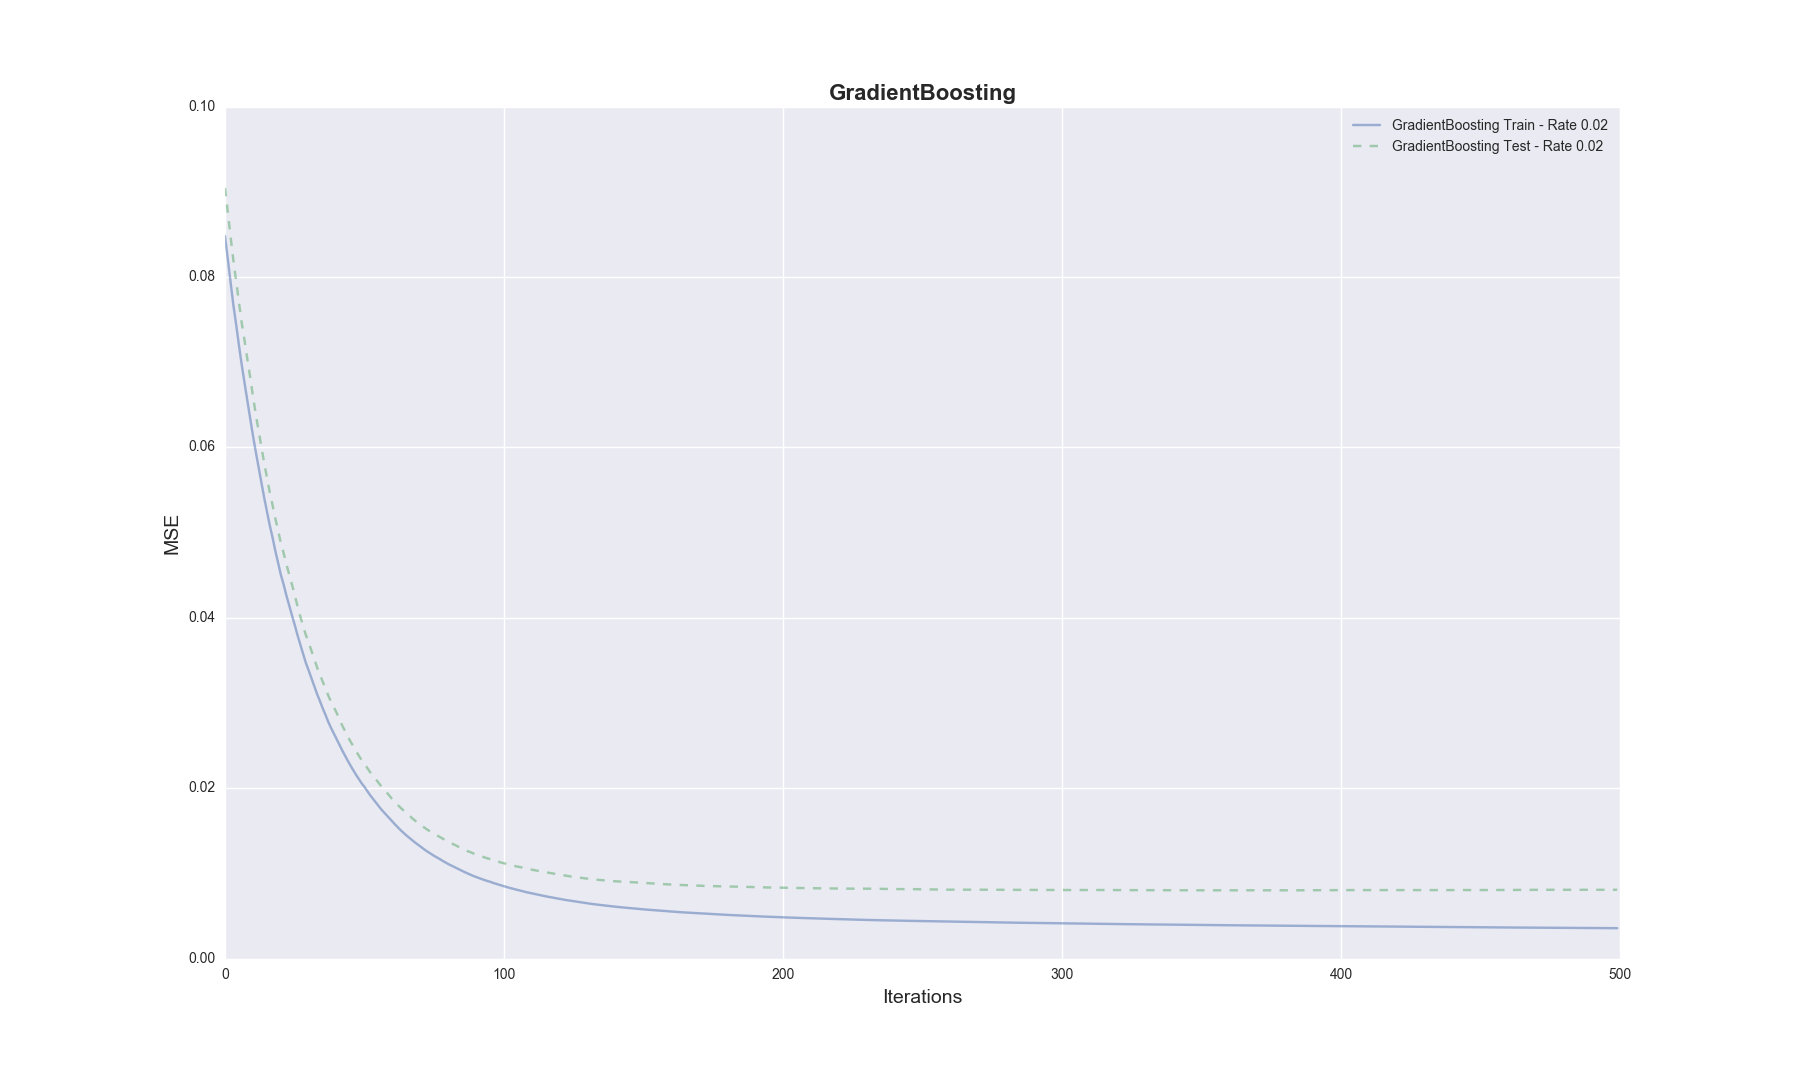 GradientBoosting
GradientBoosting Train - Rate 0.02
GradientBoosting Test - Rate 0.02
0.10
0.08
0.06
0.04
0.02
0.00
MSE
0 100 200 300 400 500
Iterations